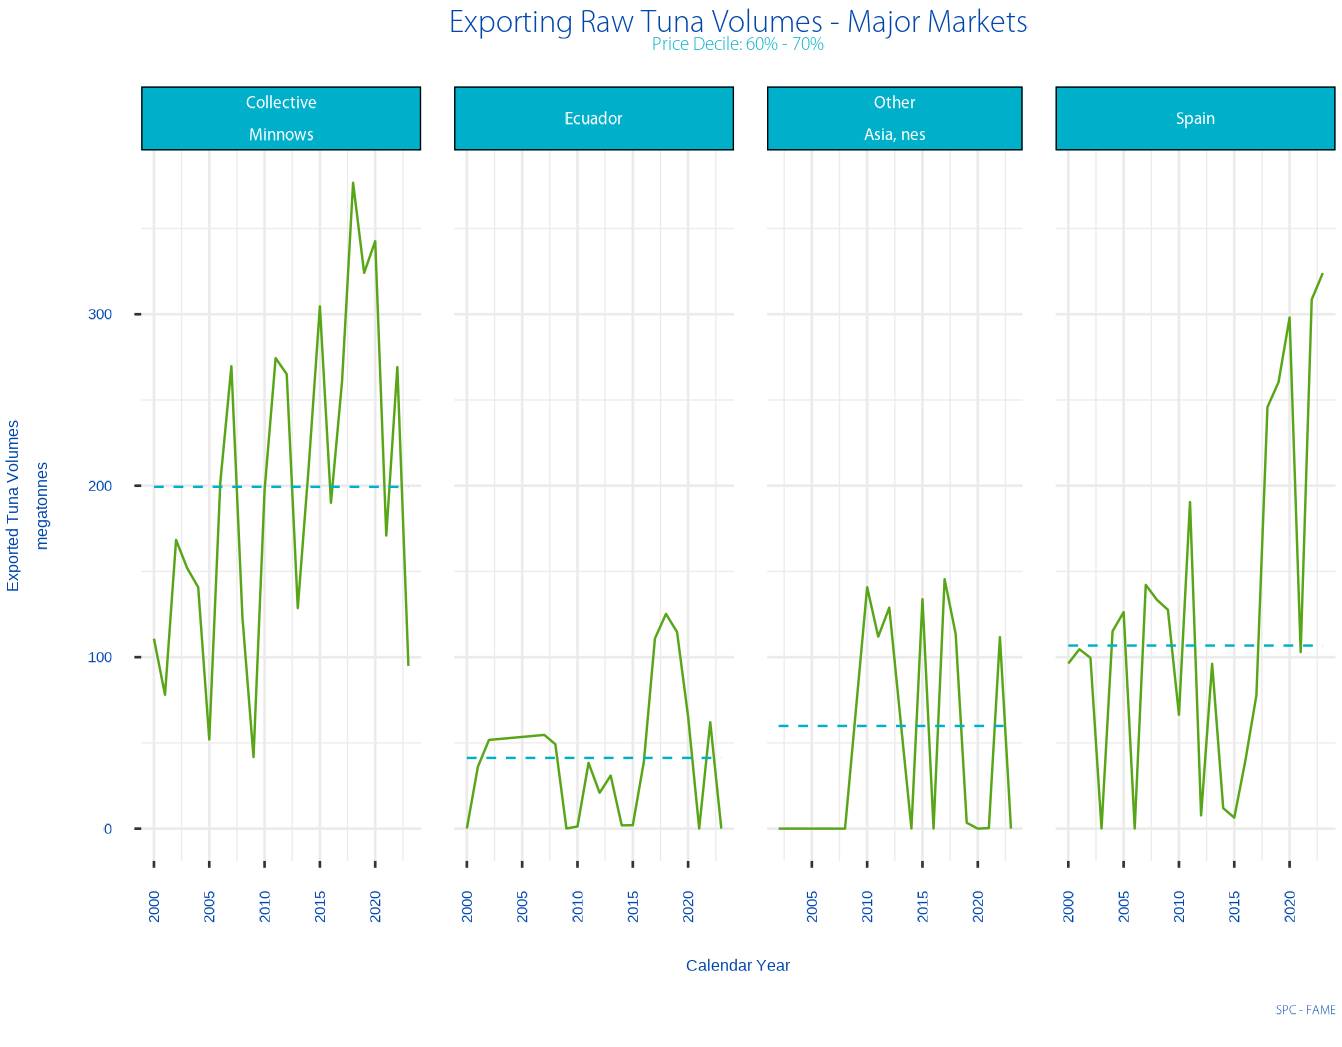 Exporting Raw Tuna Volumes - Major Markets
Price Decile: 60% - 70%
Collective
Minnows
Ecuador
Other
Asia, nes
Spain
Exported Tuna Volumes
megatonnes
300
200
100
0
2000 2005 2010 2015 2020
2000 2005 2010 2015 2020
2005 2010 2015 2020
2000 2005 2010 2015 2020
Calendar Year
SPC - FAME